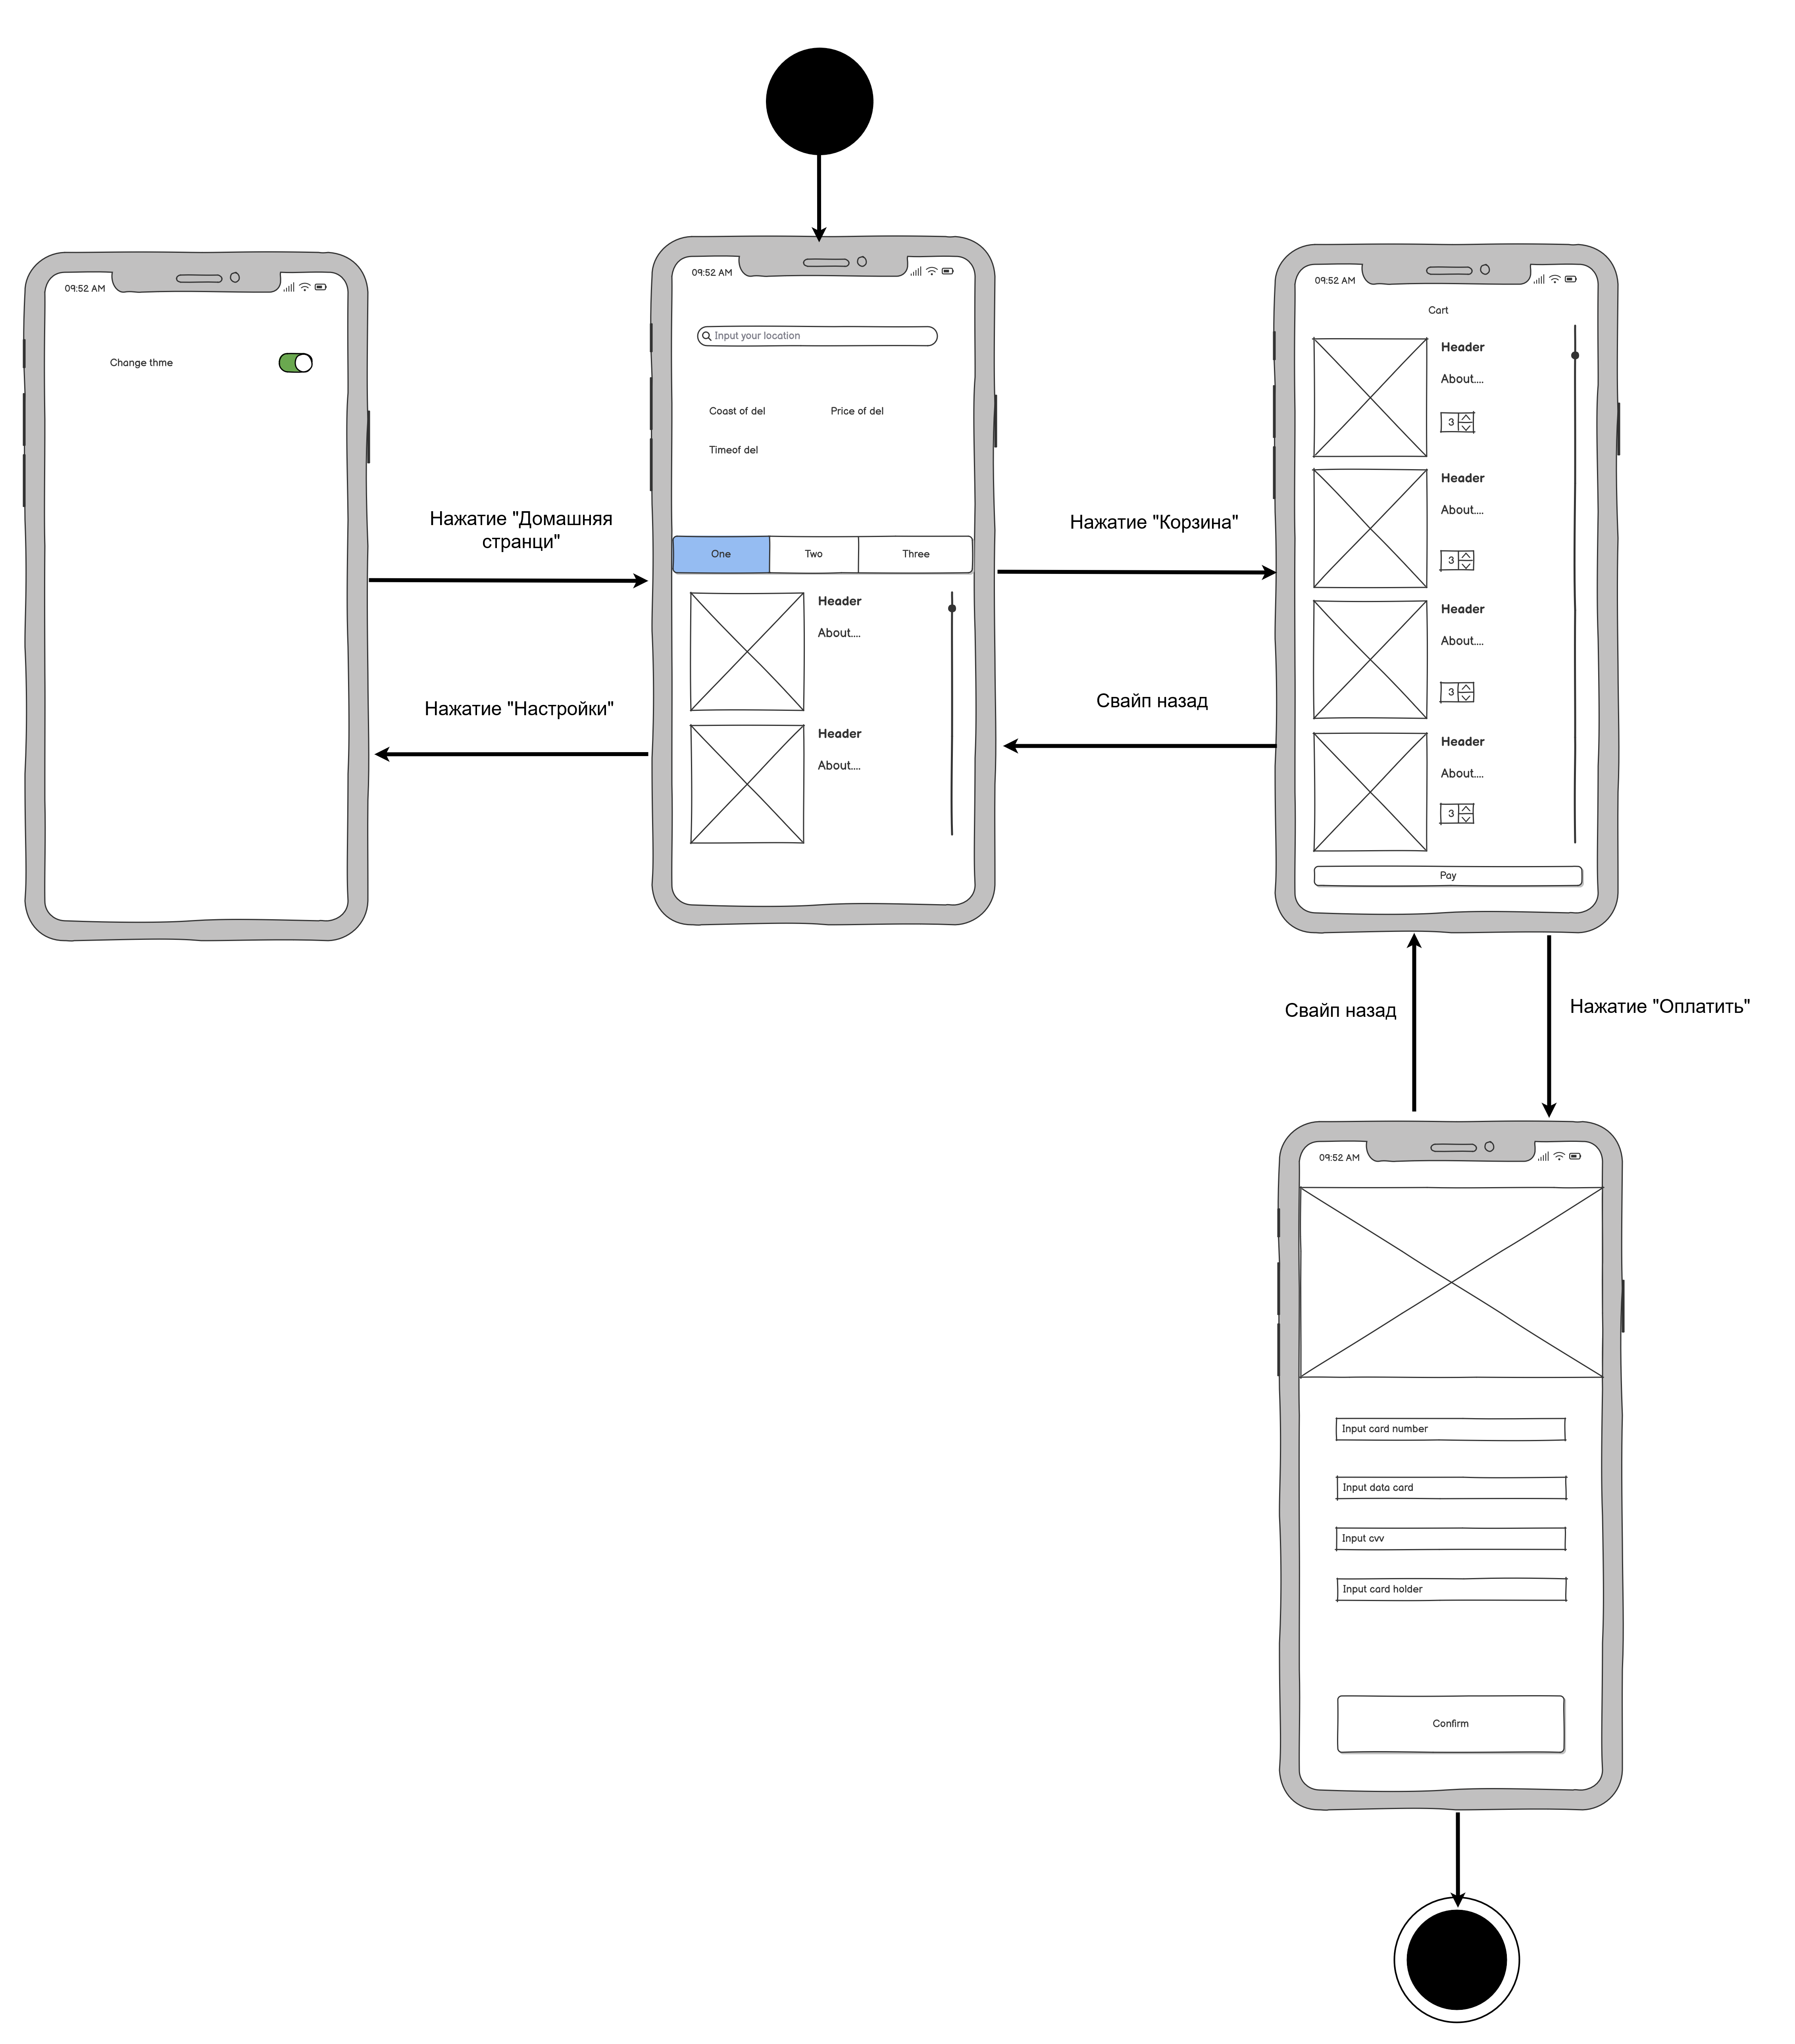 09:52 AM
Change thme
Нажатие "Домашняя
странци"
Нажатие "Настройки"
09:52 AM
Input your location
Coast of del
Price of del
Timeof del
One
Two
Three
Header
About....
Header
About....
Нажатие "Корзина"
Свайп назад
09:52 AM
Cart
Header
About....
3
Header
About....
3
Header
About....
3
Header
About....
3
Pay
Свайп назад
Нажатие "Оплатить"
09:52 AM
Input card number
Input data card
Input cvv
Input card holder
Confirm